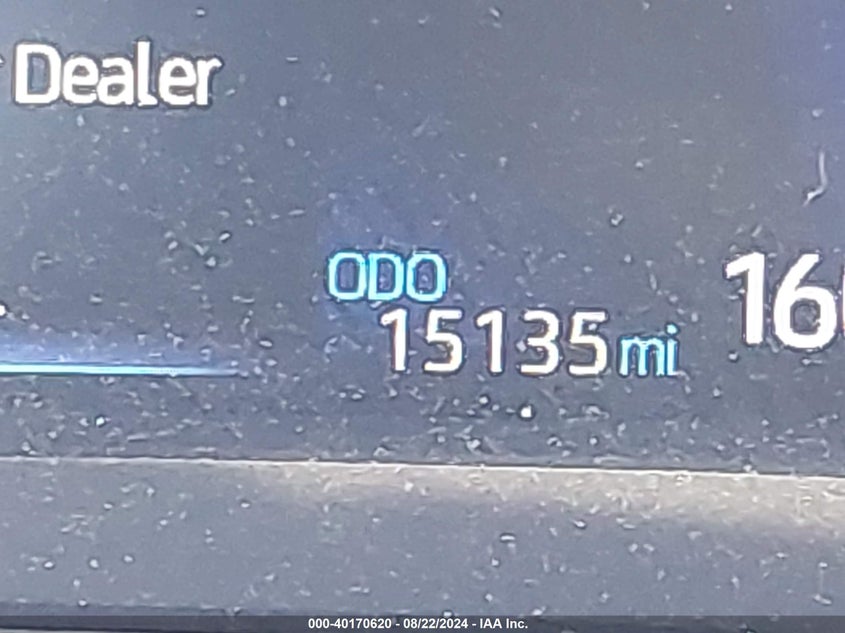 Dealer
ODO
15135 mi
000-40170620 - 08/22/2024 - IAA Inc.